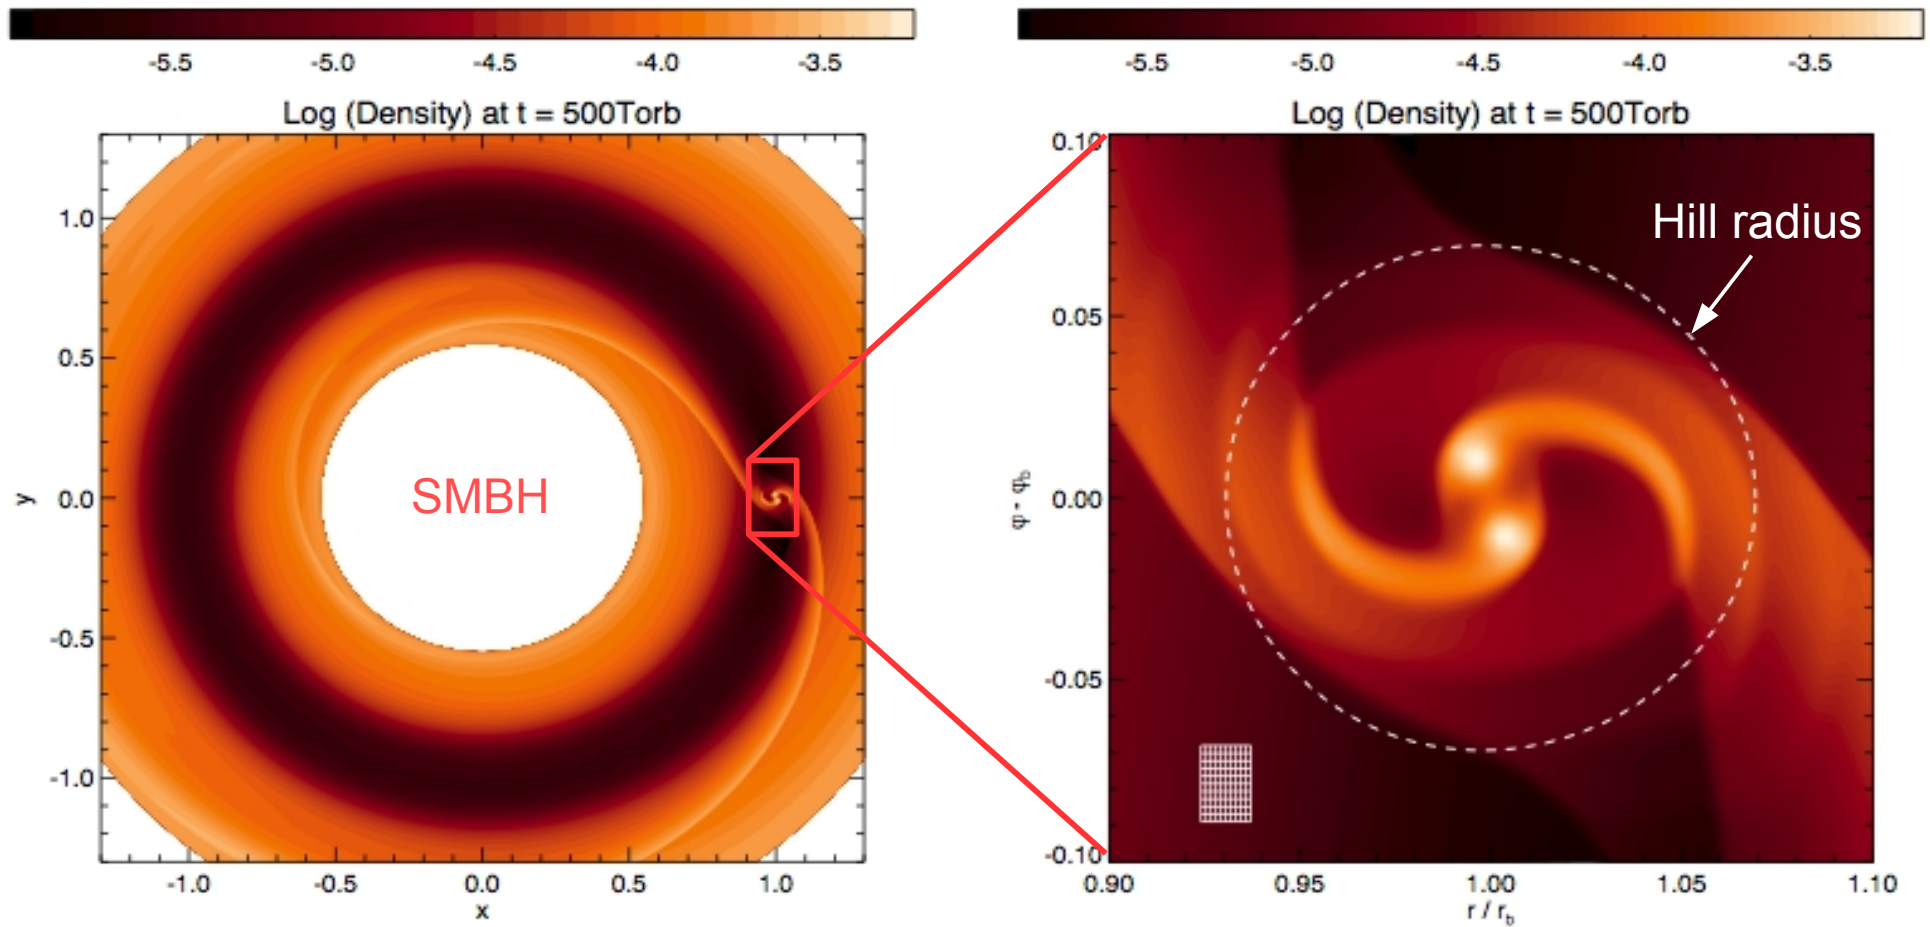 -5.5 -5.0 -4.5 -4.0 -3.5
Log (Density) at t = 500Torb
1.0
0.5
0.0
-0.5
-1.0
y
SMBH
-1.0 -0.5 0.0 0.5 1.0
x
-5.5 -5.0 -4.5 -4.0 -3.5
Log (Density) at t = 500Torb
0.10
0.05
0.00
-0.05
-0.10
φ - φb
Hill radius
0.90 0.95 1.00 1.05 1.10
r / rb